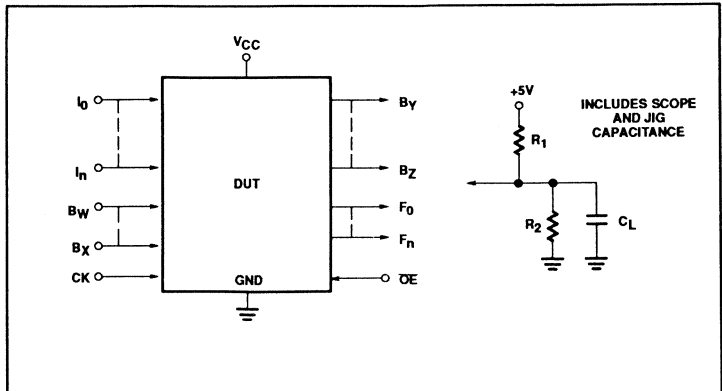 VCC
I0
In
BW
BX
CK
DUT
GND
BY
BZ
F0
Fn
OE
+5V
R1
R2
CL
INCLUDES SCOPE
AND JIG
CAPACITANCE